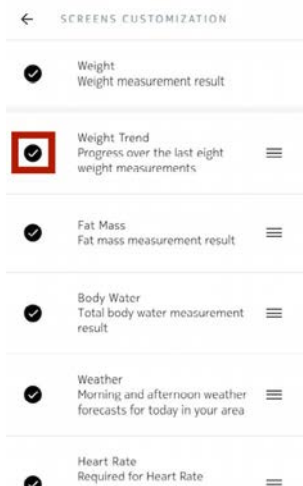 SCREENS CUSTOMIZATION
Weight
Weight measurement result
Weight Trend
Progress over the last eight
weight measurements
Fat Mass
Fat mass measurement result
Body Water
Total body water measurement
result
Weather
Morning and afternoon weather
forecasts for today in your area
Heart Rate
Required for Heart Rate